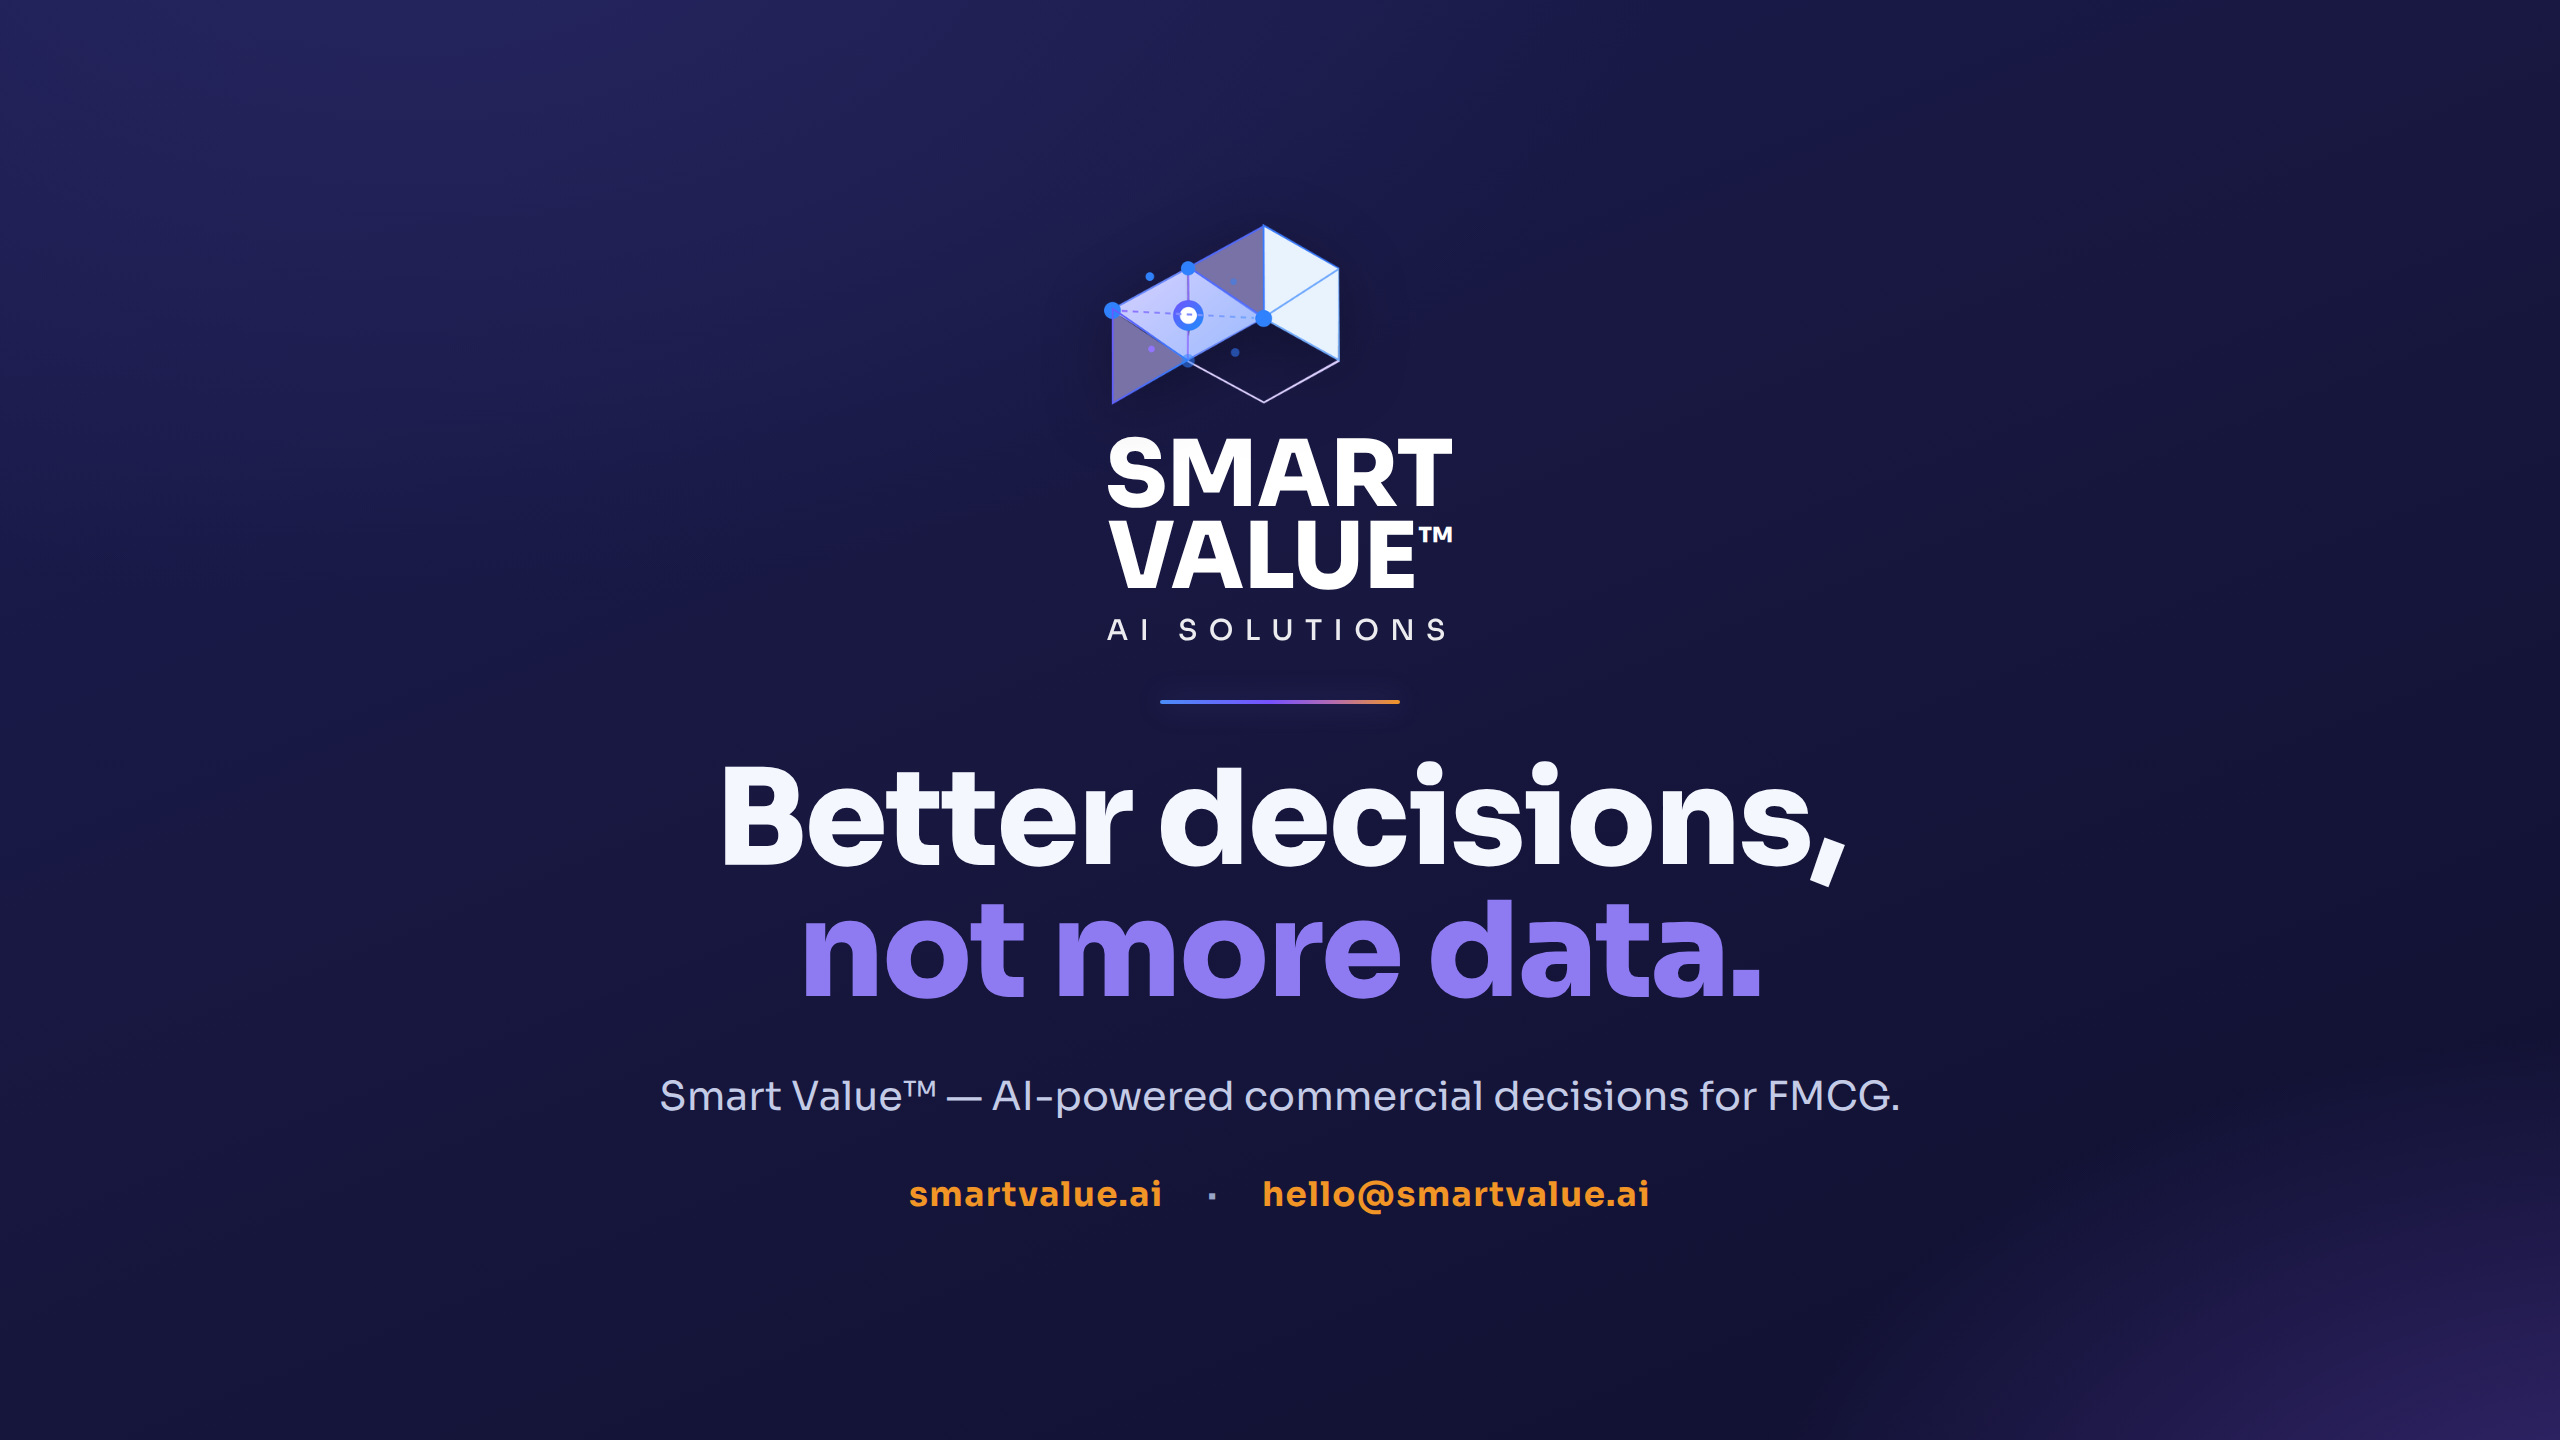 SMART
VALUE™
AI SOLUTIONS
Better decisions,
not more data.
Smart Value™ — AI-powered commercial decisions for FMCG.
smartvalue.ai · hello@smartvalue.ai